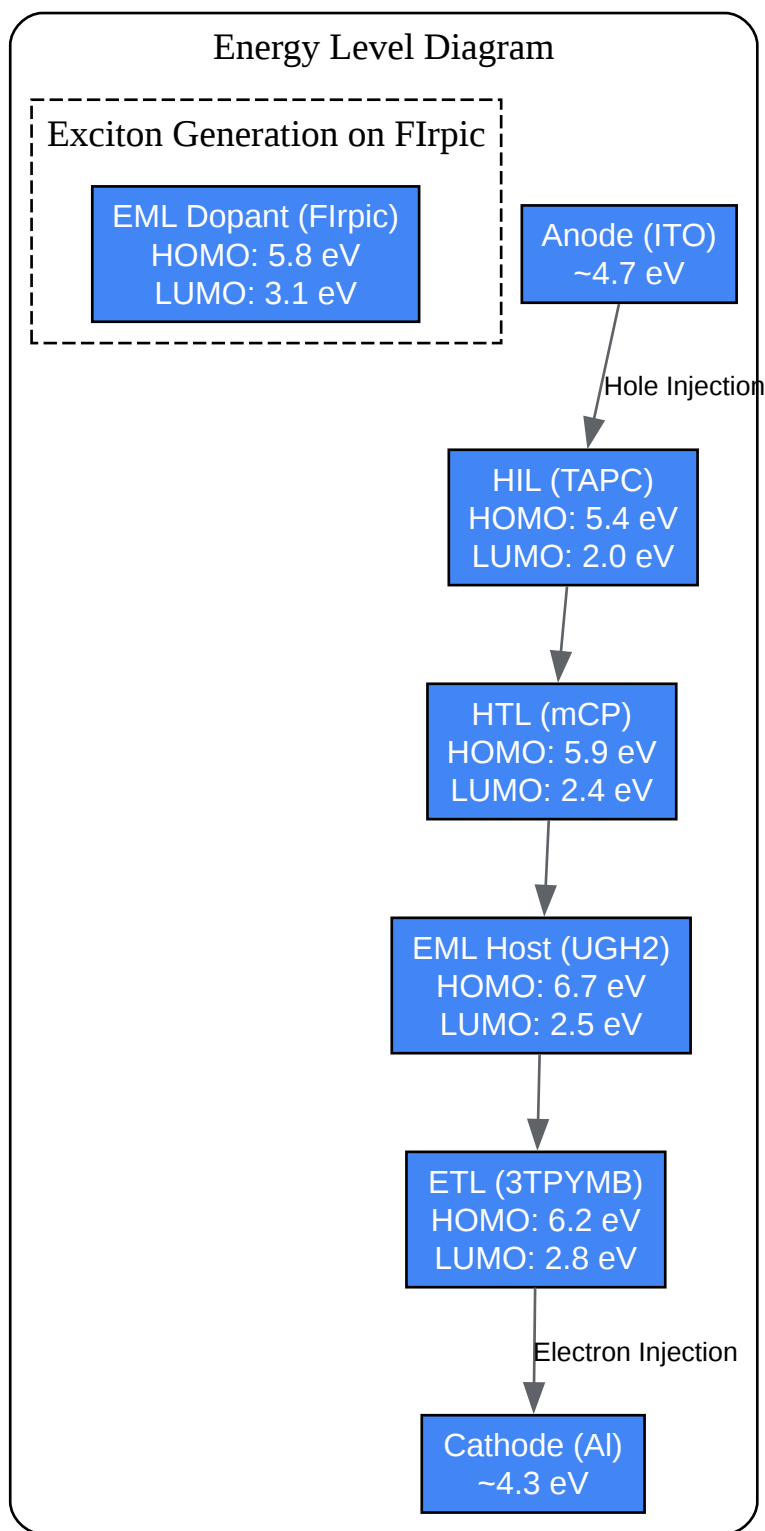 Energy Level Diagram
Exciton Generation on FIrpic
EML Dopant (FIrpic)
HOMO: 5.8 eV
LUMO: 3.1 eV
Anode (ITO)
~4.7 eV
Hole Injection
HIL (TAPC)
HOMO: 5.4 eV
LUMO: 2.0 eV
HTL (mCP)
HOMO: 5.9 eV
LUMO: 2.4 eV
EML Host (UGH2)
HOMO: 6.7 eV
LUMO: 2.5 eV
ETL (3TPYMB)
HOMO: 6.2 eV
LUMO: 2.8 eV
Electron Injection
Cathode (Al)
~4.3 eV